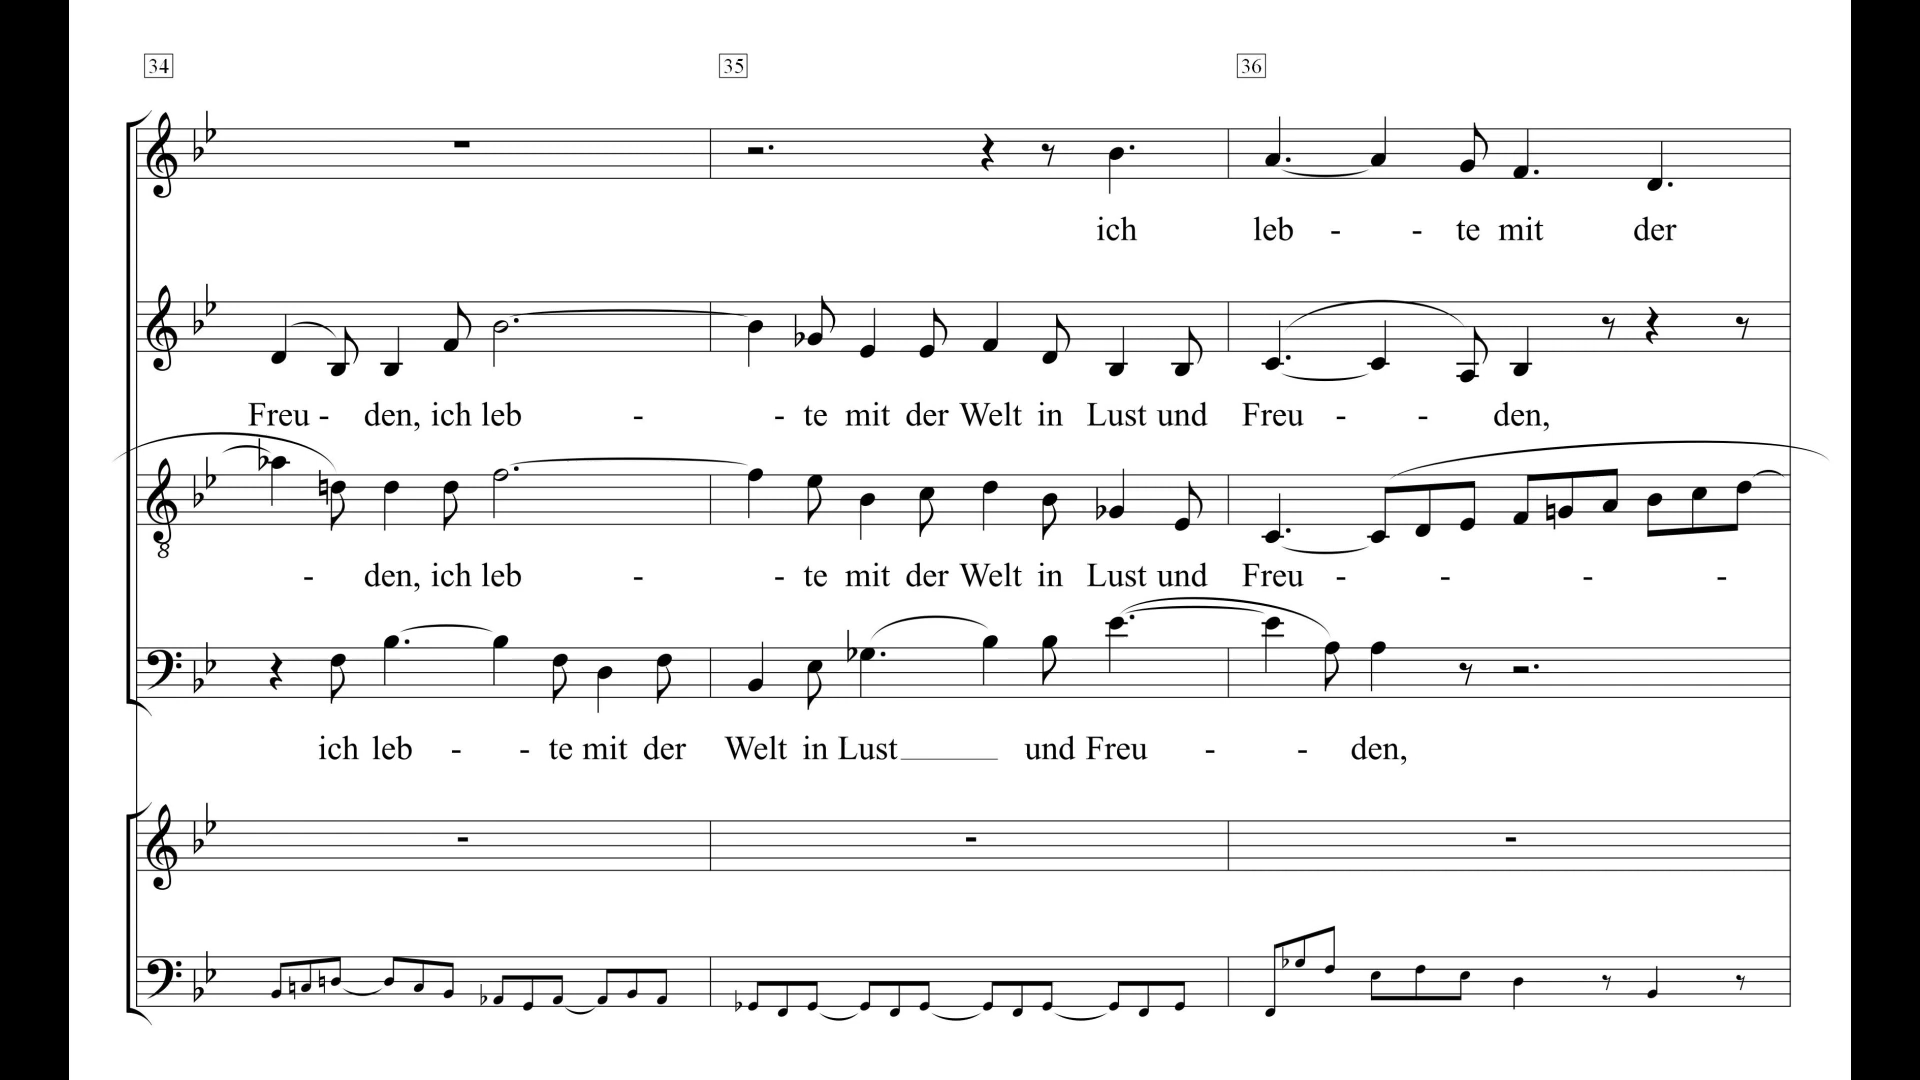 34 35 36
ich leb - - te mit der
Freu - den, ich leb - - te mit der Welt in Lust und Freu - - den,
- den, ich leb - - te mit der Welt in Lust und Freu - - - -
8
ich leb - - te mit der Welt in Lust____ und Freu - - den,